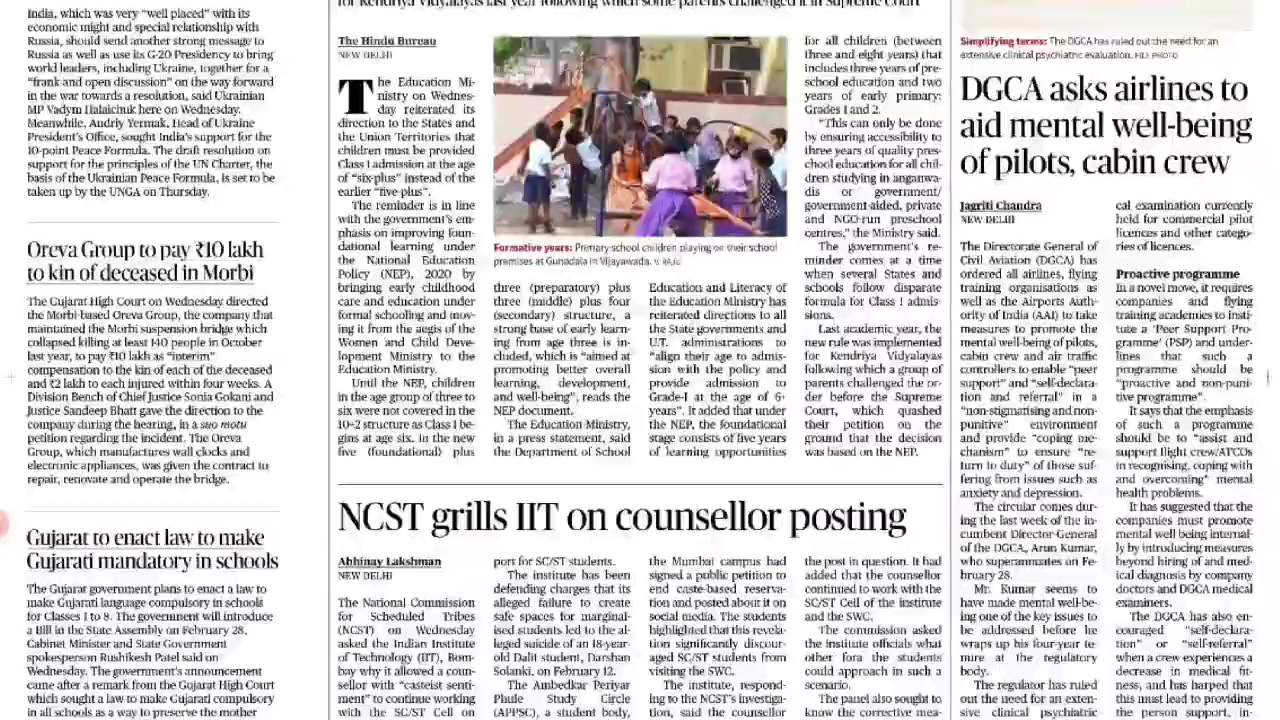 India, which was very "well placed" with its
economic might and special relationship with
Russia, should send another strong message to
Russia as well as use its G-20 Presidency to bring
world leaders, including Ukraine, together for a
"frank and open discussion" on the way forward
in the war towards a resolution, said Ukrainian
MP Vadym Halaichuk here on Wednesday.
Meanwhile, Andriy Yermak, Head of Ukraine
President's Office, sought India's support for the
10-point Peace Formula. The draft resolution on
support for the principles of the UN Charter, the
basis of the Ukrainian Peace Formula, is set to be
taken up by the UNGA on Thursday.
Oreva Group to pay ₹10 lakh
to kin of deceased in Morbi
The Gujarat High Court on Wednesday directed
the Morbi-based Oreva Group, the company that
maintained the Morbi suspension bridge which
collapsed killing at least 140 people in October
last year, to pay ₹10 lakh as "interim"
compensation to the kin of each of the deceased
and ₹2 lakh to each injured within four weeks. A
Division Bench of Chief Justice Sonia Gokani and
Justice Sandeep Bhatt gave the direction to the
company during the hearing, in a suo motu
petition regarding the incident. The Oreva
Group, which manufactures wall clocks and
electronic appliances, was given the contract to
repair, renovate and operate the bridge.
Gujarat to enact law to make
Gujarati mandatory in schools
The Gujarat government plans to enact a law to
make Gujarati language compulsory in schools
for Classes 1 to 8. The government will introduce
a Bill in the State Assembly on February 28,
Cabinet Minister and State Government
spokesperson Rushikesh Patel said on
Wednesday. The government's announcement
came after a remark from the Gujarat High Court
which sought a law to make Gujarati compulsory
in all schools as a way to preserve the mother
for Kendriya Vidyalayas last year following which some parents challenged it in Supreme Court
The Hindu Bureau
NEW DELHI
The Education Mi-
nistry on Wednes-
day reiterated its
direction to the States and
the Union Territories that
children must be provided
Class I admission at the age
of "six-plus" instead of the
earlier "five-plus".
The reminder is in line
with the government's em-
phasis on improving foun-
dational learning under
the National Education
Policy (NEP), 2020 by
bringing early childhood
care and education under
formal schooling and mov-
ing it from the aegis of the
Women and Child Deve-
lopment Ministry to the
Education Ministry.
Until the NEP, children
in the age group of three to
six were not covered in the
10+2 structure as Class I be-
gins at age six. In the new
five (foundational) plus
Formative years: Primary school children playing on their school
premises at Gunadala in Vijayawada. V. RAJU
three (preparatory) plus
three (middle) plus four
(secondary) structure, a
strong base of early learn-
ing from age three is in-
cluded, which is "aimed at
promoting better overall
learning, development,
and well-being", reads the
NEP document.
The Education Ministry,
in a press statement, said
the Department of School
Education and Literacy of
the Education Ministry has
reiterated directions to all
the State governments and
U.T. administrations to
"align their age to admis-
sion with the policy and
provide admission to
Grade-I at the age of 6+
years". It added that under
the NEP, the foundational
stage consists of five years
of learning opportunities
for all children (between
three and eight years) that
includes three years of pre-
school education and two
years of early primary:
Grades I and 2.
"This can only be done
by ensuring accessibility to
three years of quality pres-
chool education for all chil-
dren studying in anganwa-
dis or government/
government-aided, private
and NGO-run preschool
centres," the Ministry said.
The government's re-
minder comes at a time
when several States and
schools follow disparate
formula for Class I admis-
sions.
Last academic year, the
new rule was implemented
for Kendriya Vidyalayas
following which a group of
parents challenged the or-
der before the Supreme
Court, which quashed
their petition on the
ground that the decision
was based on the NEP.
NCST grills IIT on counsellor posting
Abhinay Lakshman
NEW DELHI
The National Commission
for Scheduled Tribes
(NCST) on Wednesday
asked the Indian Institute
of Technology (IIT), Bom-
bay why it allowed a coun-
sellor with "casteist senti-
ment" to continue working
with the SC/ST Cell on
port for SC/ST students.
The institute has been
defending charges that its
alleged failure to create
safe spaces for marginal-
ised students led to the al-
leged suicide of an 18-year-
old Dalit student, Darshan
Solanki, on February 12.
The Ambedkar Periyar
Phule Study Circle
(APPSC), a student body,
the Mumbai campus had
signed a public petition to
end caste-based reserva-
tion and posted about it on
social media. The students
highlighted that this revela-
tion significantly discour-
aged SC/ST students from
visiting the SWC.
The institute, respond-
ing to the NCST's investiga-
tion, said the counsellor
the post in question. It had
added that the counsellor
continued to work with the
SC/ST Cell of the institute
and the SWC.
The commission asked
the institute officials what
other fora the students
could approach in such a
scenario.
The panel also sought to
know the corrective mea-
Simplifying terms: The DGCA has ruled out the need for an
extensive clinical psychiatric evaluation. FILE PHOTO
DGCA asks airlines to
aid mental well-being
of pilots, cabin crew
Jagriti Chandra
NEW DELHI
The Directorate General of
Civil Aviation (DGCA) has
ordered all airlines, flying
training organisations as
well as the Airports Auth-
ority of India (AAI) to take
measures to promote the
mental well-being of pilots,
cabin crew and air traffic
controllers to enable "peer
support" and "self-declara-
tion and referral" in a
"non-stigmatising and non-
punitive" environment
and provide "coping me-
chanism" to ensure "re-
turn to duty" of those suf-
fering from issues such as
anxiety and depression.
The circular comes dur-
ing the last week of the in-
cumbent Director-General
of the DGCA, Arun Kumar,
who superannuates on Fe-
bruary 28.
Mr. Kumar seems to
have made mental well-be-
ing one of the key issues to
be addressed before he
wraps up his four-year te-
nure at the regulatory
body.
The regulator has ruled
out the need for an exten-
sive clinical psychiatric
cal examination currently
held for commercial pilot
licences and other catego-
ries of licences.
Proactive programme
In a novel move, it requires
companies and flying
training academies to insti-
tute a 'Peer Support Pro-
gramme' (PSP) and under-
lines that such a
programme should be
"proactive and non-puni-
tive programme".
It says that the emphasis
of such a programme
should be to "assist and
support flight crew/ATCOs
in recognising, coping with
and overcoming" mental
health problems.
It has suggested that the
companies must promote
mental well being internal-
ly by introducing measures
beyond hiring of and med-
ical diagnosis by company
doctors and DGCA medical
examiners.
The DGCA has also en-
couraged "self-declara-
tion" or "self-referral"
when a crew experiences a
decrease in medical fit-
ness, and has harped that
this must lead to providing
the person support, in-